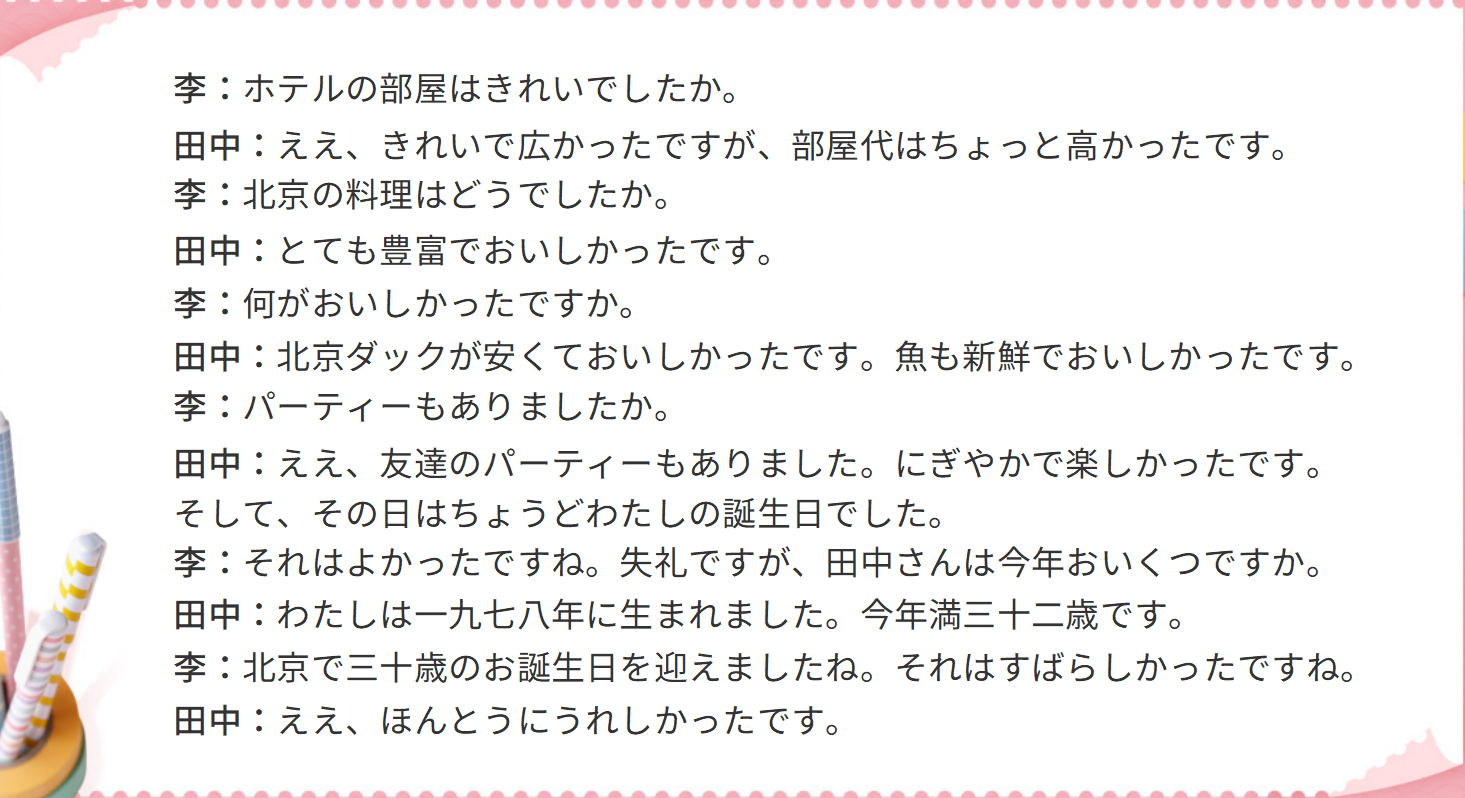 李：ホテルの部屋はきれいでしたか。
田中：ええ、きれいで広かったですが、部屋代はちょっと高かったです。
李：北京の料理はどうでしたか。
田中：とても豊富でおいしかったです。
李：何がおいしかったですか。
田中：北京ダックが安くておいしかったです。魚も新鮮でおいしかったです。
李：パーティーもありましたか。
田中：ええ、友達のパーティーもありました。にぎやかで楽しかったです。
そして、その日はちょうどわたしの誕生日でした。
李：それはよかったですね。失礼ですが、田中さんは今年おいくつですか。
田中：わたしは一九七八年に生まれました。今年満三十二歳です。
李：北京で三十歳のお誕生日を迎えましたね。それはすばらしかったですね。
田中：ええ、ほんとうにうれしかったです。